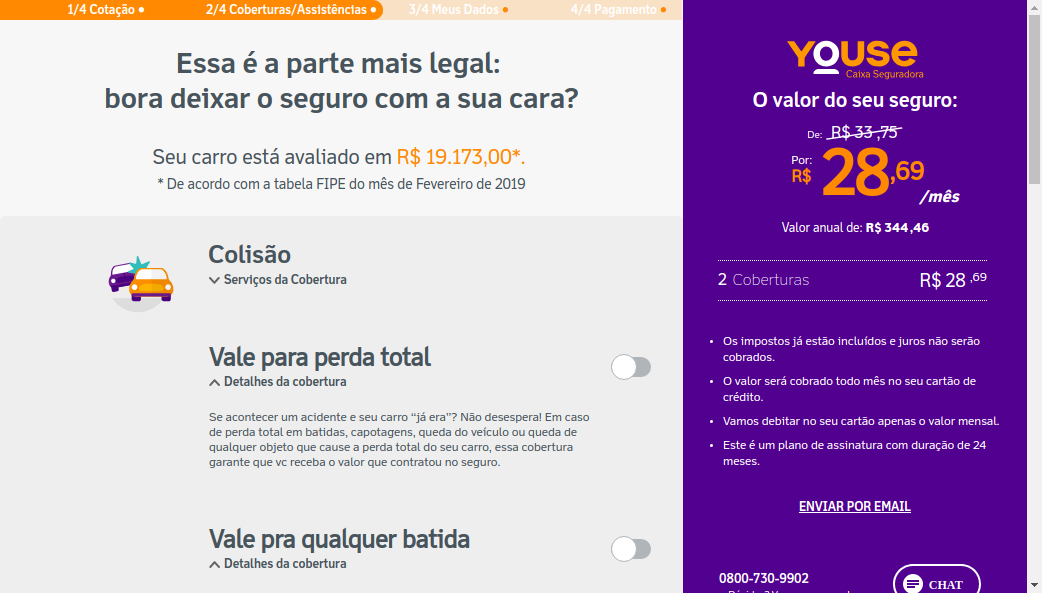 1/4 Cotação
2/4 Coberturas/Assistências
3/4 Meus Dados
4/4 Pagamento
Essa é a parte mais legal:
bora deixar o seguro com a sua cara?
Seu carro está avaliado em R$ 19.173,00*.
* De acordo com a tabela FIPE do mês de Fevereiro de 2019
Colisão
Serviços da Cobertura
Vale para perda total
Detalhes da cobertura
Se acontecer um acidente e seu carro “já era”? Não desespera! Em caso
de perda total em batidas, capotagens, queda do veículo ou queda de
qualquer objeto que cause a perda total do seu carro, essa cobertura
garante que vc receba o valor que contratou no seguro.
Vale pra qualquer batida
Detalhes da cobertura
YOUSE
Caixa Seguradora
O valor do seu seguro:
De: R$ 33,75
Por:
R$ 28,69
/mês
Valor anual de: R$ 344,46
2 Coberturas R$ 28,69
• Os impostos já estão incluídos e juros não serão
cobrados.
• O valor será cobrado todo mês no seu cartão de
crédito.
• Vamos debitar no seu cartão apenas o valor mensal.
• Este é um plano de assinatura com duração de 24
meses.
ENVIAR POR EMAIL
0800-730-9902
CHAT